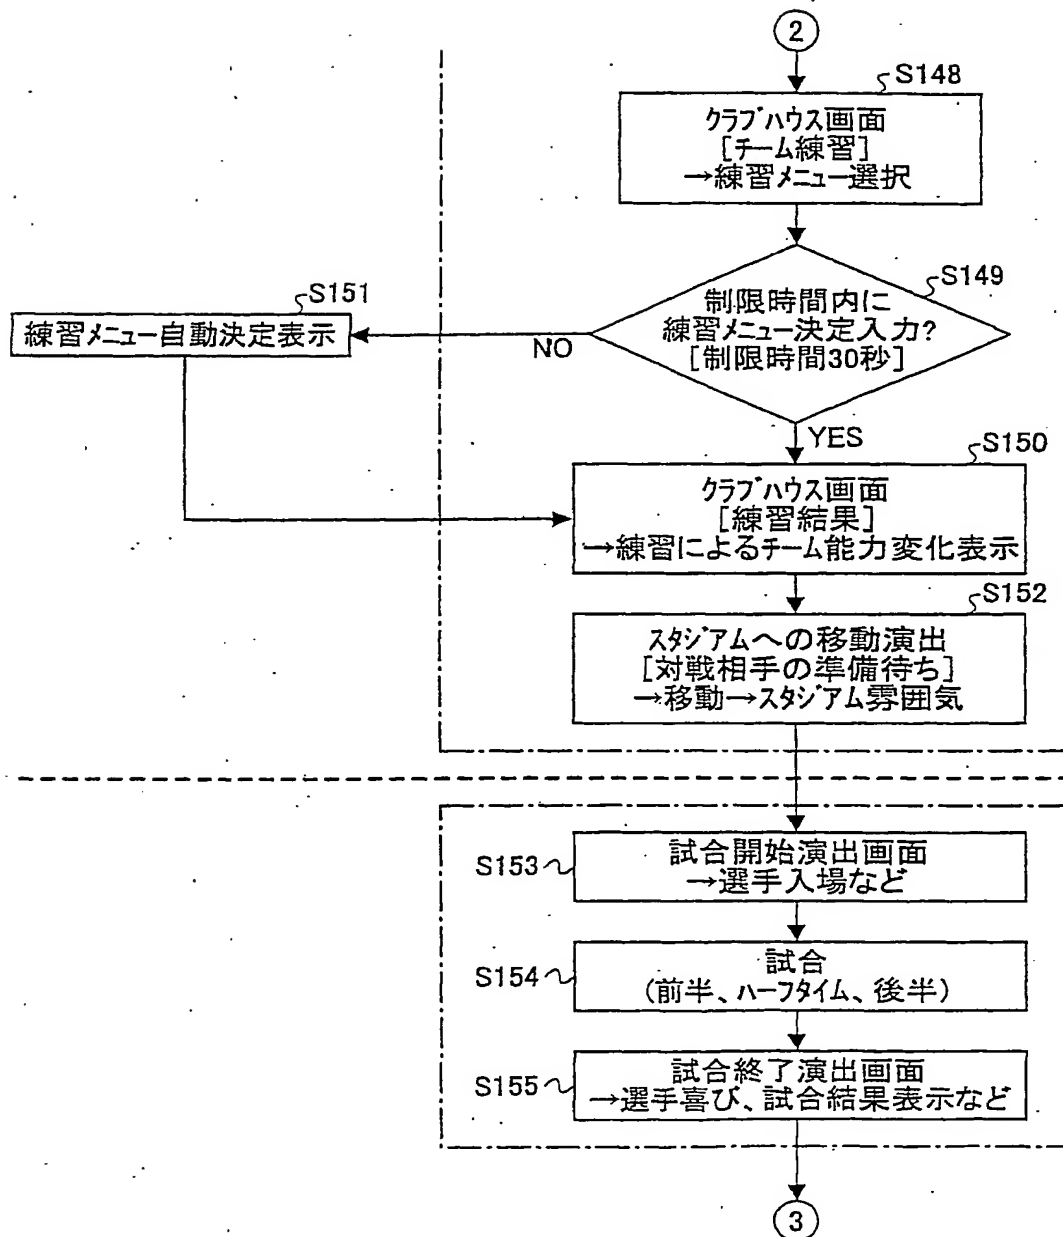 2
S148
クラブハウス画面
[チーム練習]
→練習メニュー選択
S149
制限時間内に
練習メニュー決定入力?
[制限時間30秒]
S151
練習メニュー自動決定表示
NO
YES
S150
クラブハウス画面
[練習結果]
→練習によるチーム能力変化表示
S152
スタジアムへの移動演出
[対戦相手の準備待ち]
→移動→スタジアム雰囲気
S153
試合開始演出画面
→選手入場など
S154
試合
(前半、ハーフタイム、後半)
S155
試合終了演出画面
→選手喜び、試合結果表示など
3